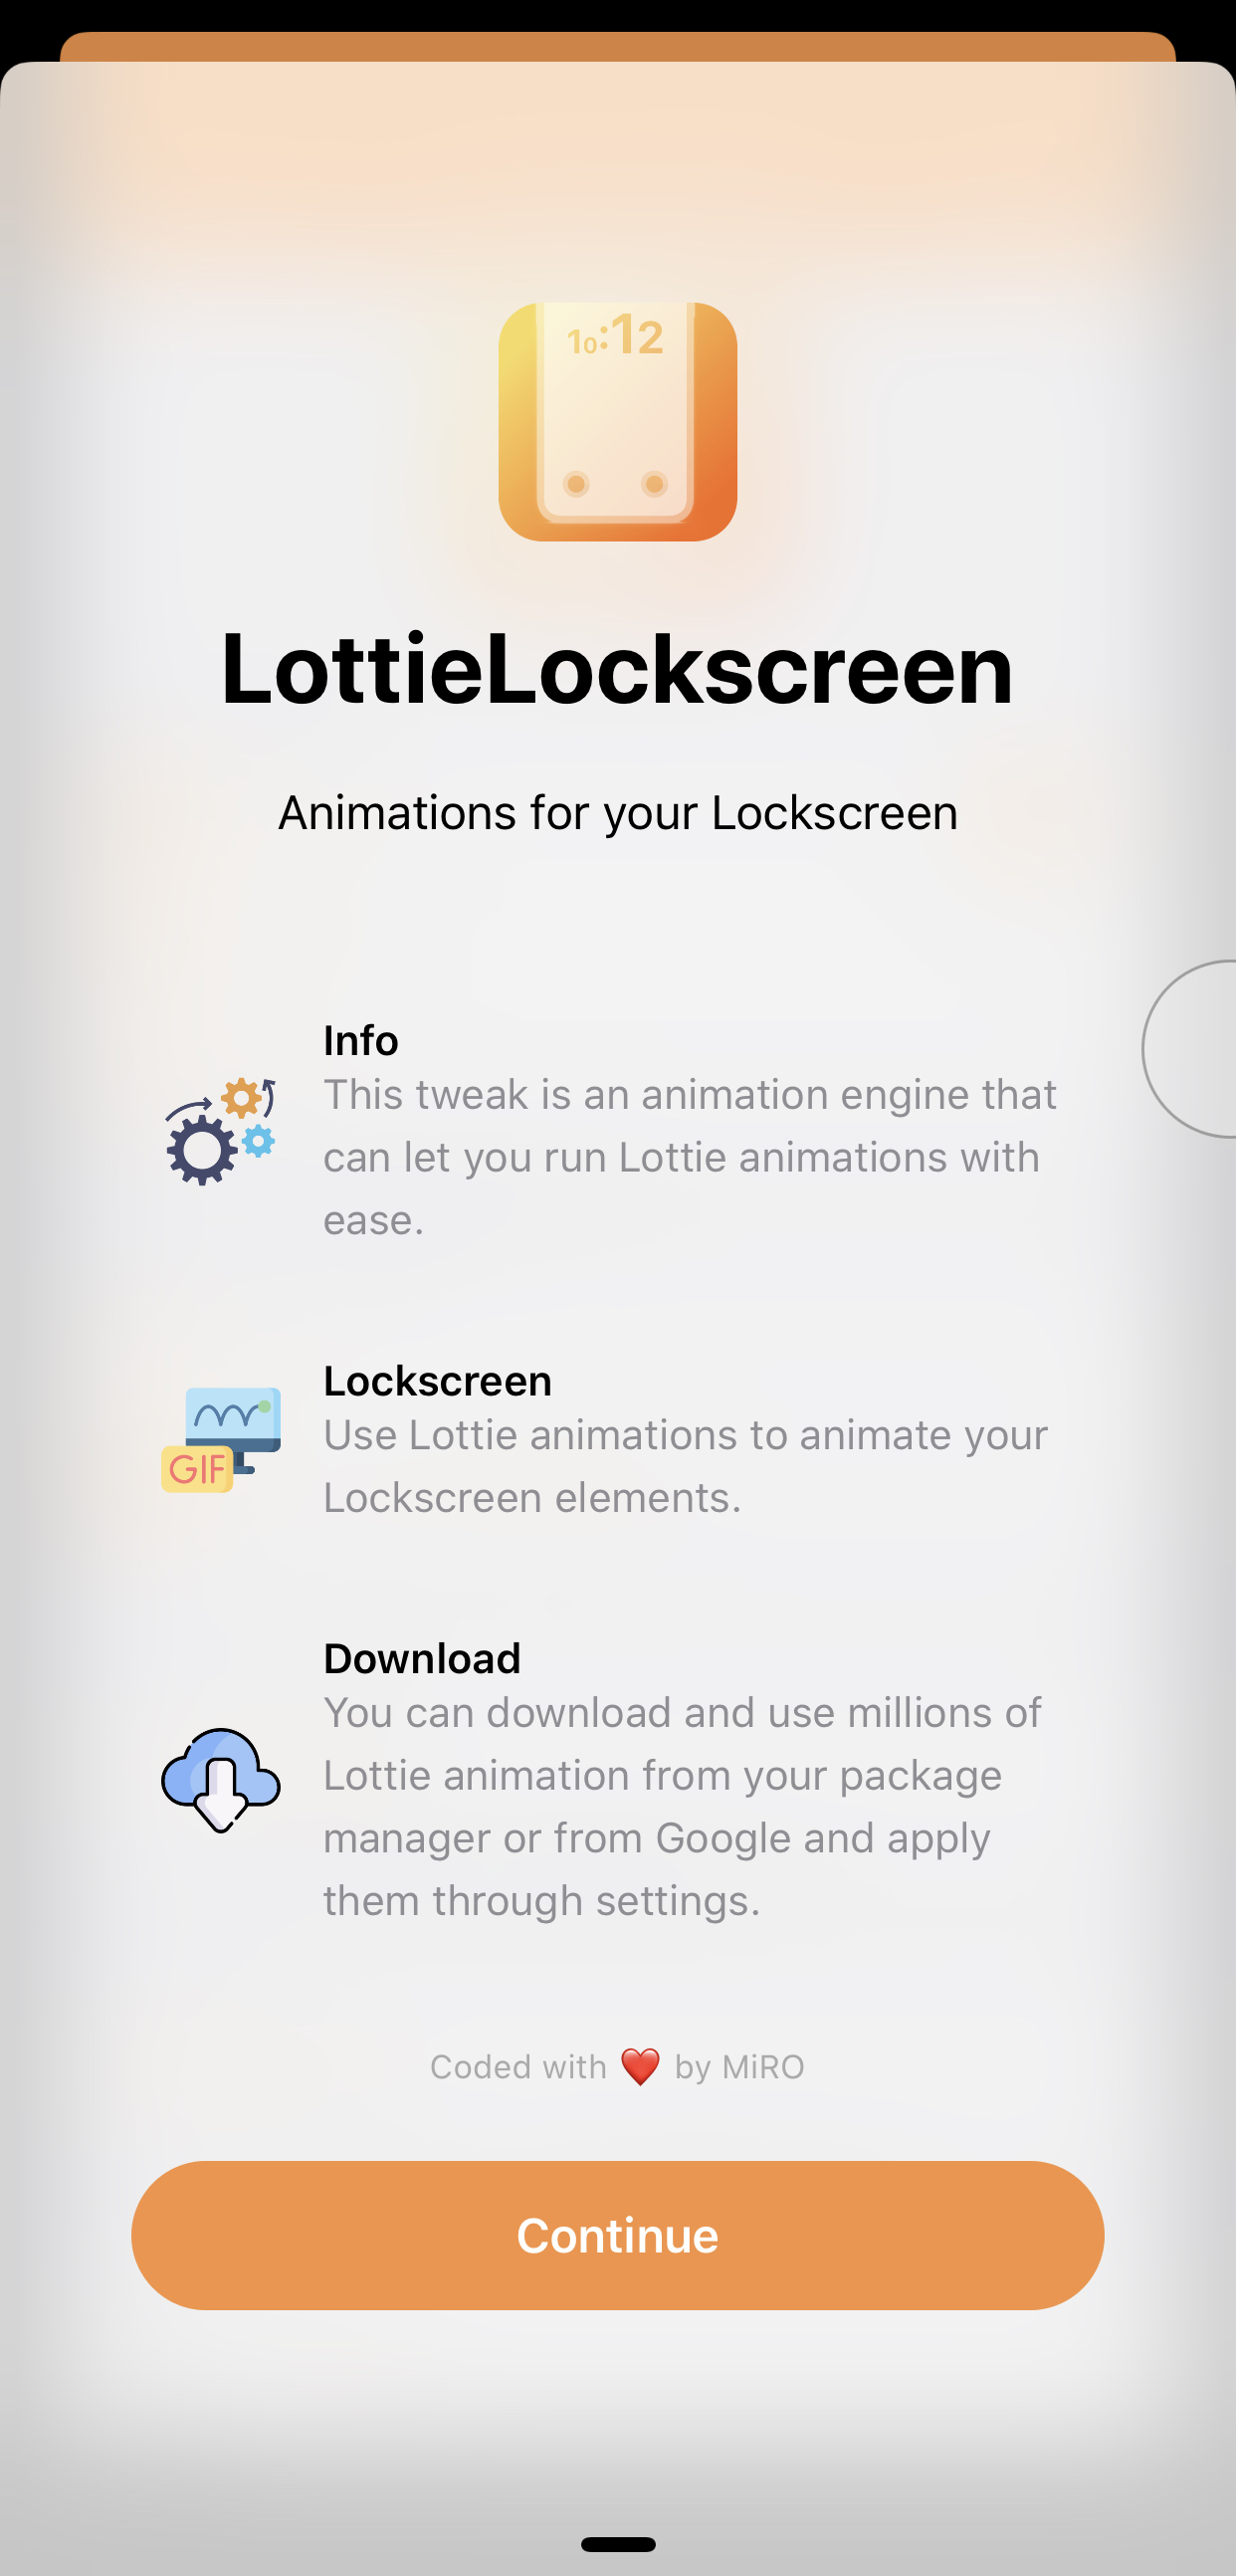 10:12
LottieLockscreen
Animations for your Lockscreen
Info
This tweak is an animation engine that
can let you run Lottie animations with
ease.
Lockscreen
Use Lottie animations to animate your
Lockscreen elements.
GIF
Download
You can download and use millions of
Lottie animation from your package
manager or from Google and apply
them through settings.
Coded with ❤️ by MiRO
Continue